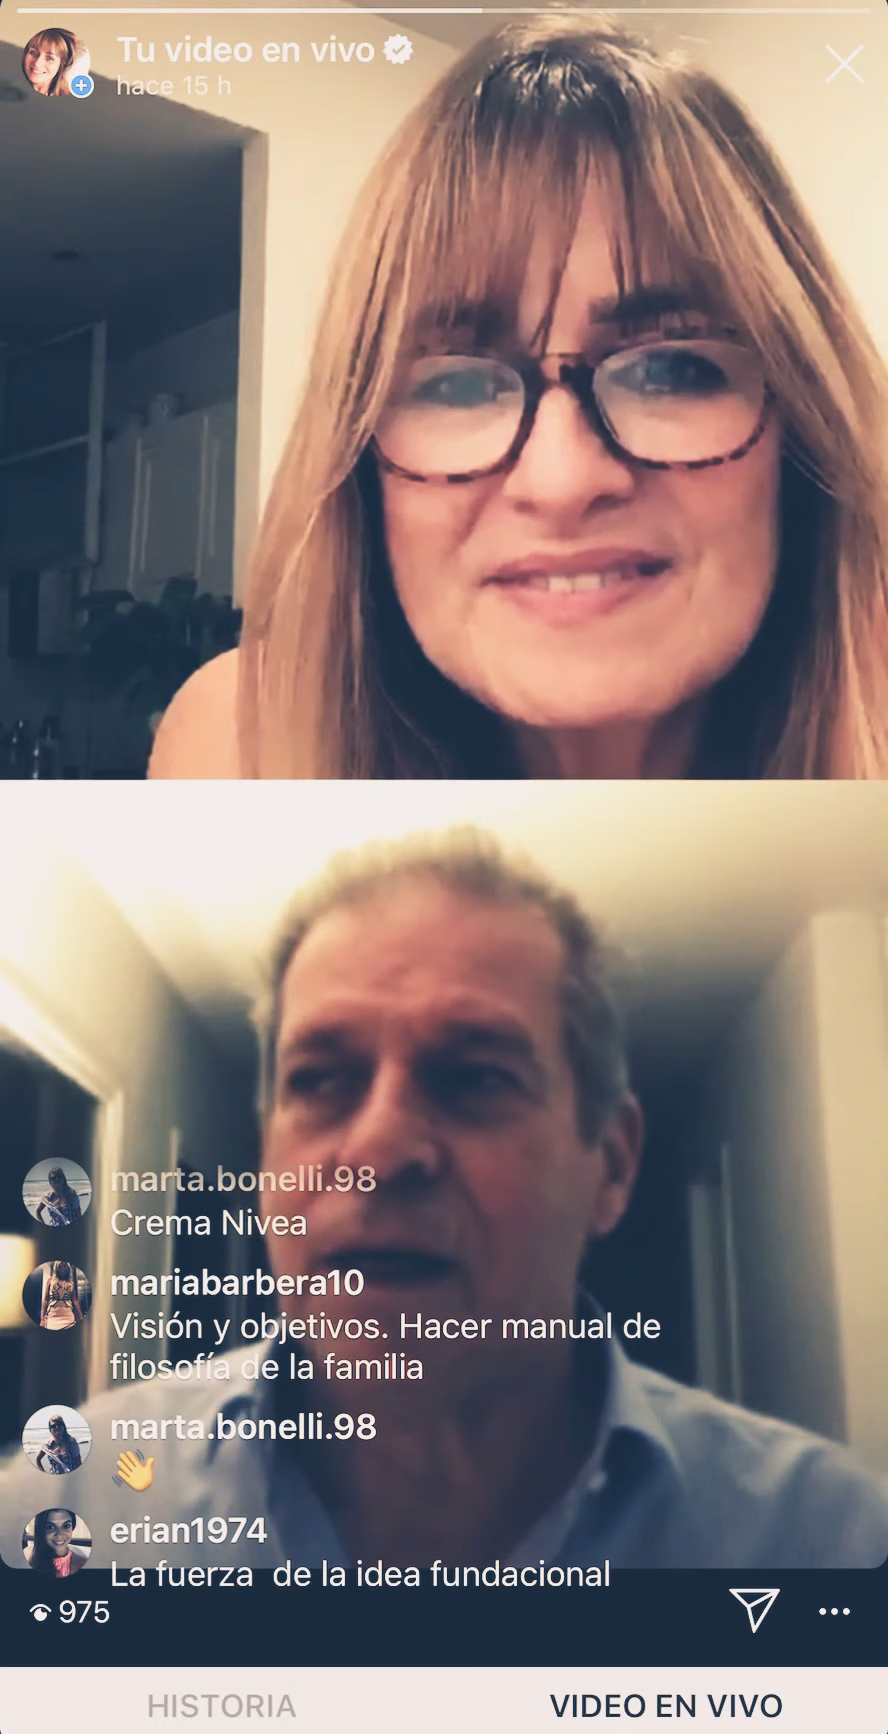 Tu video en vivo
hace 15 h
marta.bonelli.98
Crema Nivea
mariabarbera10
Visión y objetivos. Hacer manual de
filosofía de la familia
marta.bonelli.98
👋
erian1974
La fuerza  de la idea fundacional
975
HISTORIA
VIDEO EN VIVO